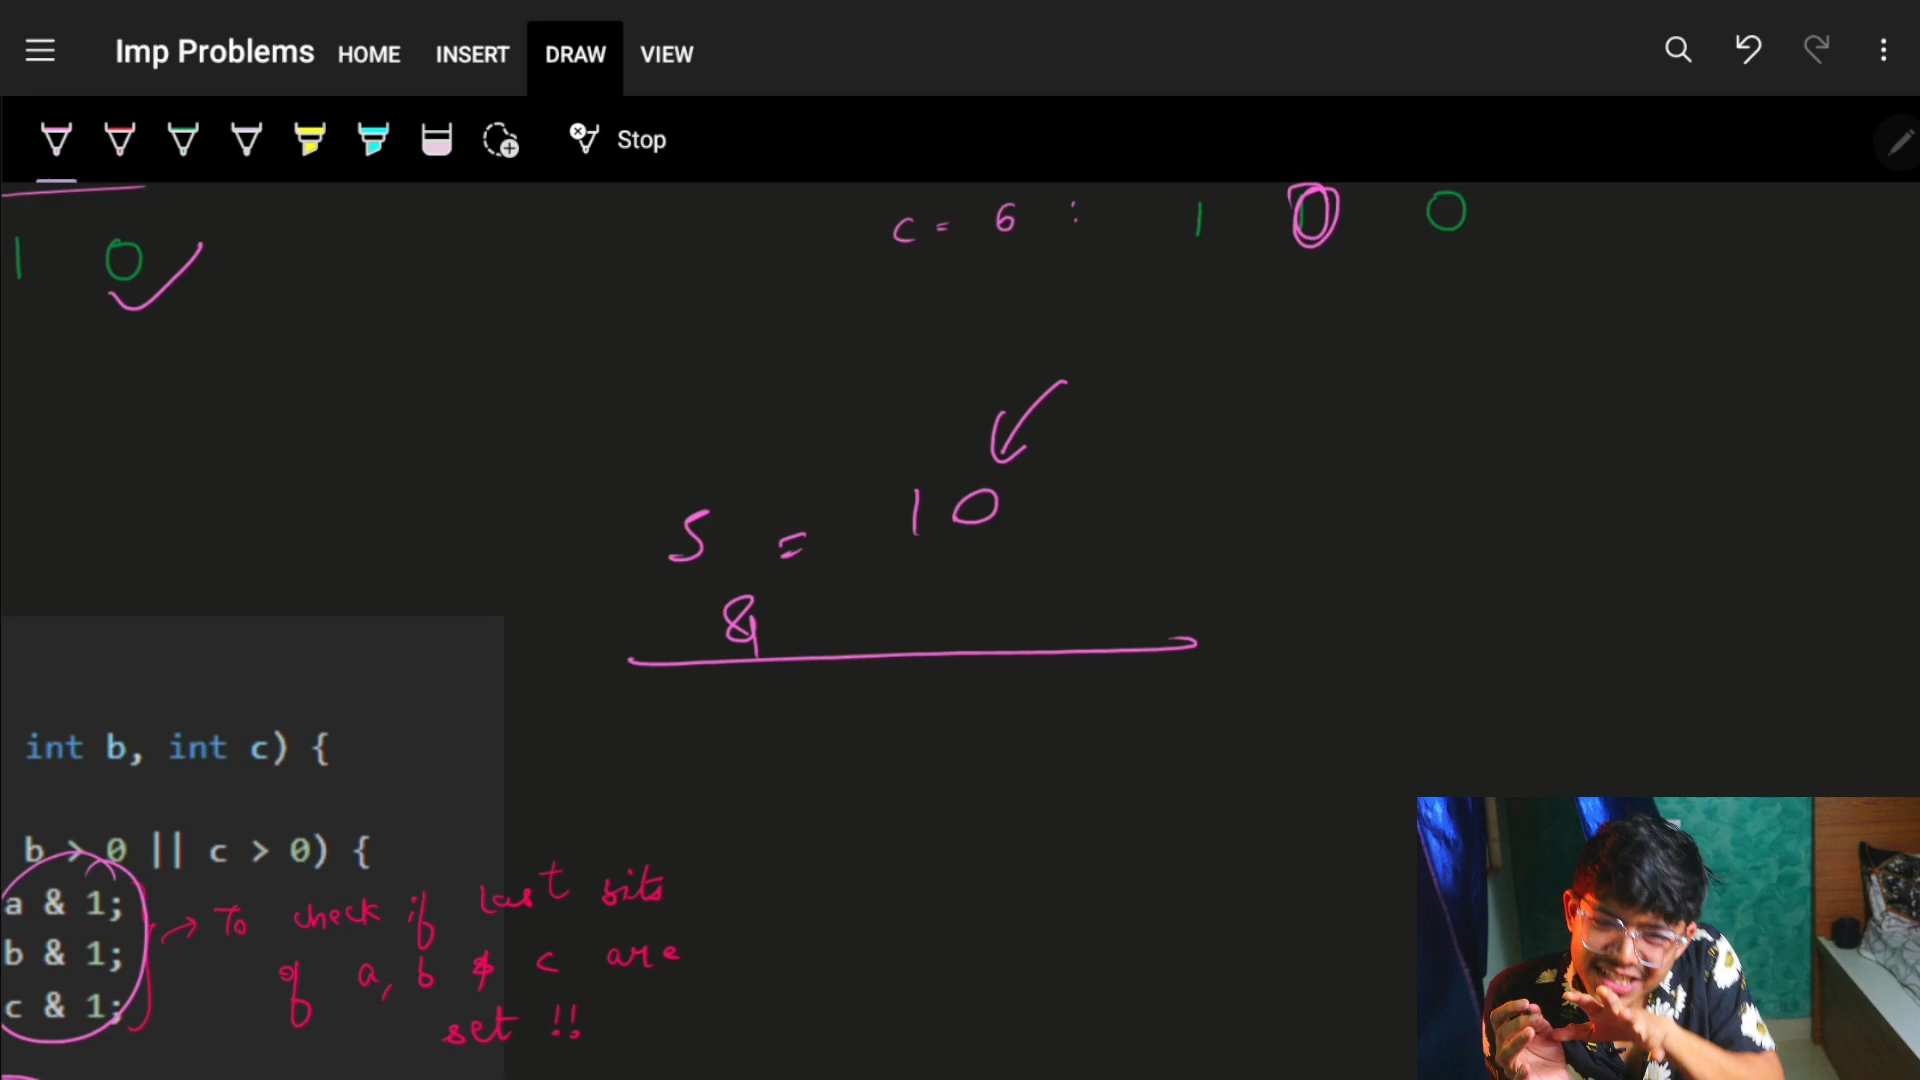 Imp Problems HOME INSERT DRAW VIEW
Stop
c = 6 : 1 0 0
1 0
5 = 1 0
&
int b, int c) {
b > 0 || c > 0) {
a & 1;
b & 1;
c & 1;
→ To check if last bits
of a, b & c are
set !!